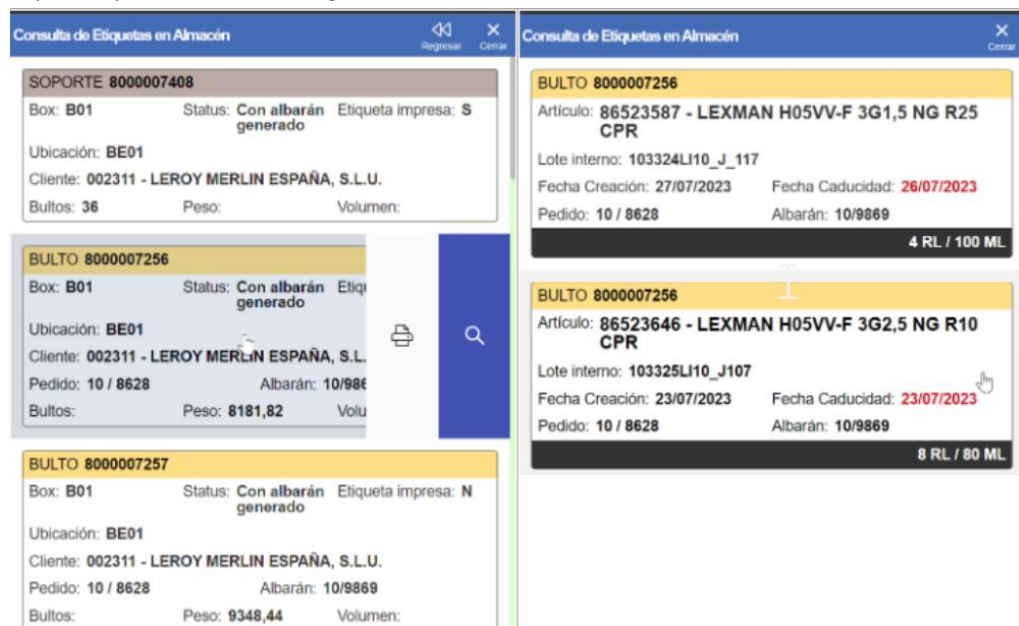 Consulta de Etiquetas en Almacén
Regresar
Cerrar
SOPORTE 8000007408
Box: B01 Status: Con albarán generado Etiqueta impresa: S
Ubicación: BE01
Cliente: 002311 - LEROY MERLIN ESPAÑA, S.L.U.
Bultos: 36 Peso: Volumen:
BULTO 8000007256
Box: B01 Status: Con albarán generado
Ubicación: BE01
Cliente: 002311 - LEROY MERLIN ESPAÑA, S.L.
Pedido: 10 / 8628 Albarán: 10/986
Bultos: Peso: 8181,82 Volu
BULTO 8000007257
Box: B01 Status: Con albarán generado Etiqueta impresa: N
Ubicación: BE01
Cliente: 002311 - LEROY MERLIN ESPAÑA, S.L.U.
Pedido: 10 / 8628 Albarán: 10/9869
Bultos: Peso: 9348,44 Volumen:
Consulta de Etiquetas en Almacén
Cerrar
BULTO 8000007256
Artículo: 86523587 - LEXMAN H05VV-F 3G1,5 NG R25
CPR
Lote interno: 103324LI10_J_117
Fecha Creación: 27/07/2023 Fecha Caducidad: 26/07/2023
Pedido: 10 / 8628 Albarán: 10/9869
4 RL / 100 ML
BULTO 8000007256
Artículo: 86523646 - LEXMAN H05VV-F 3G2,5 NG R10
CPR
Lote interno: 103325LI10_J107
Fecha Creación: 23/07/2023 Fecha Caducidad: 23/07/2023
Pedido: 10 / 8628 Albarán: 10/9869
8 RL / 80 ML